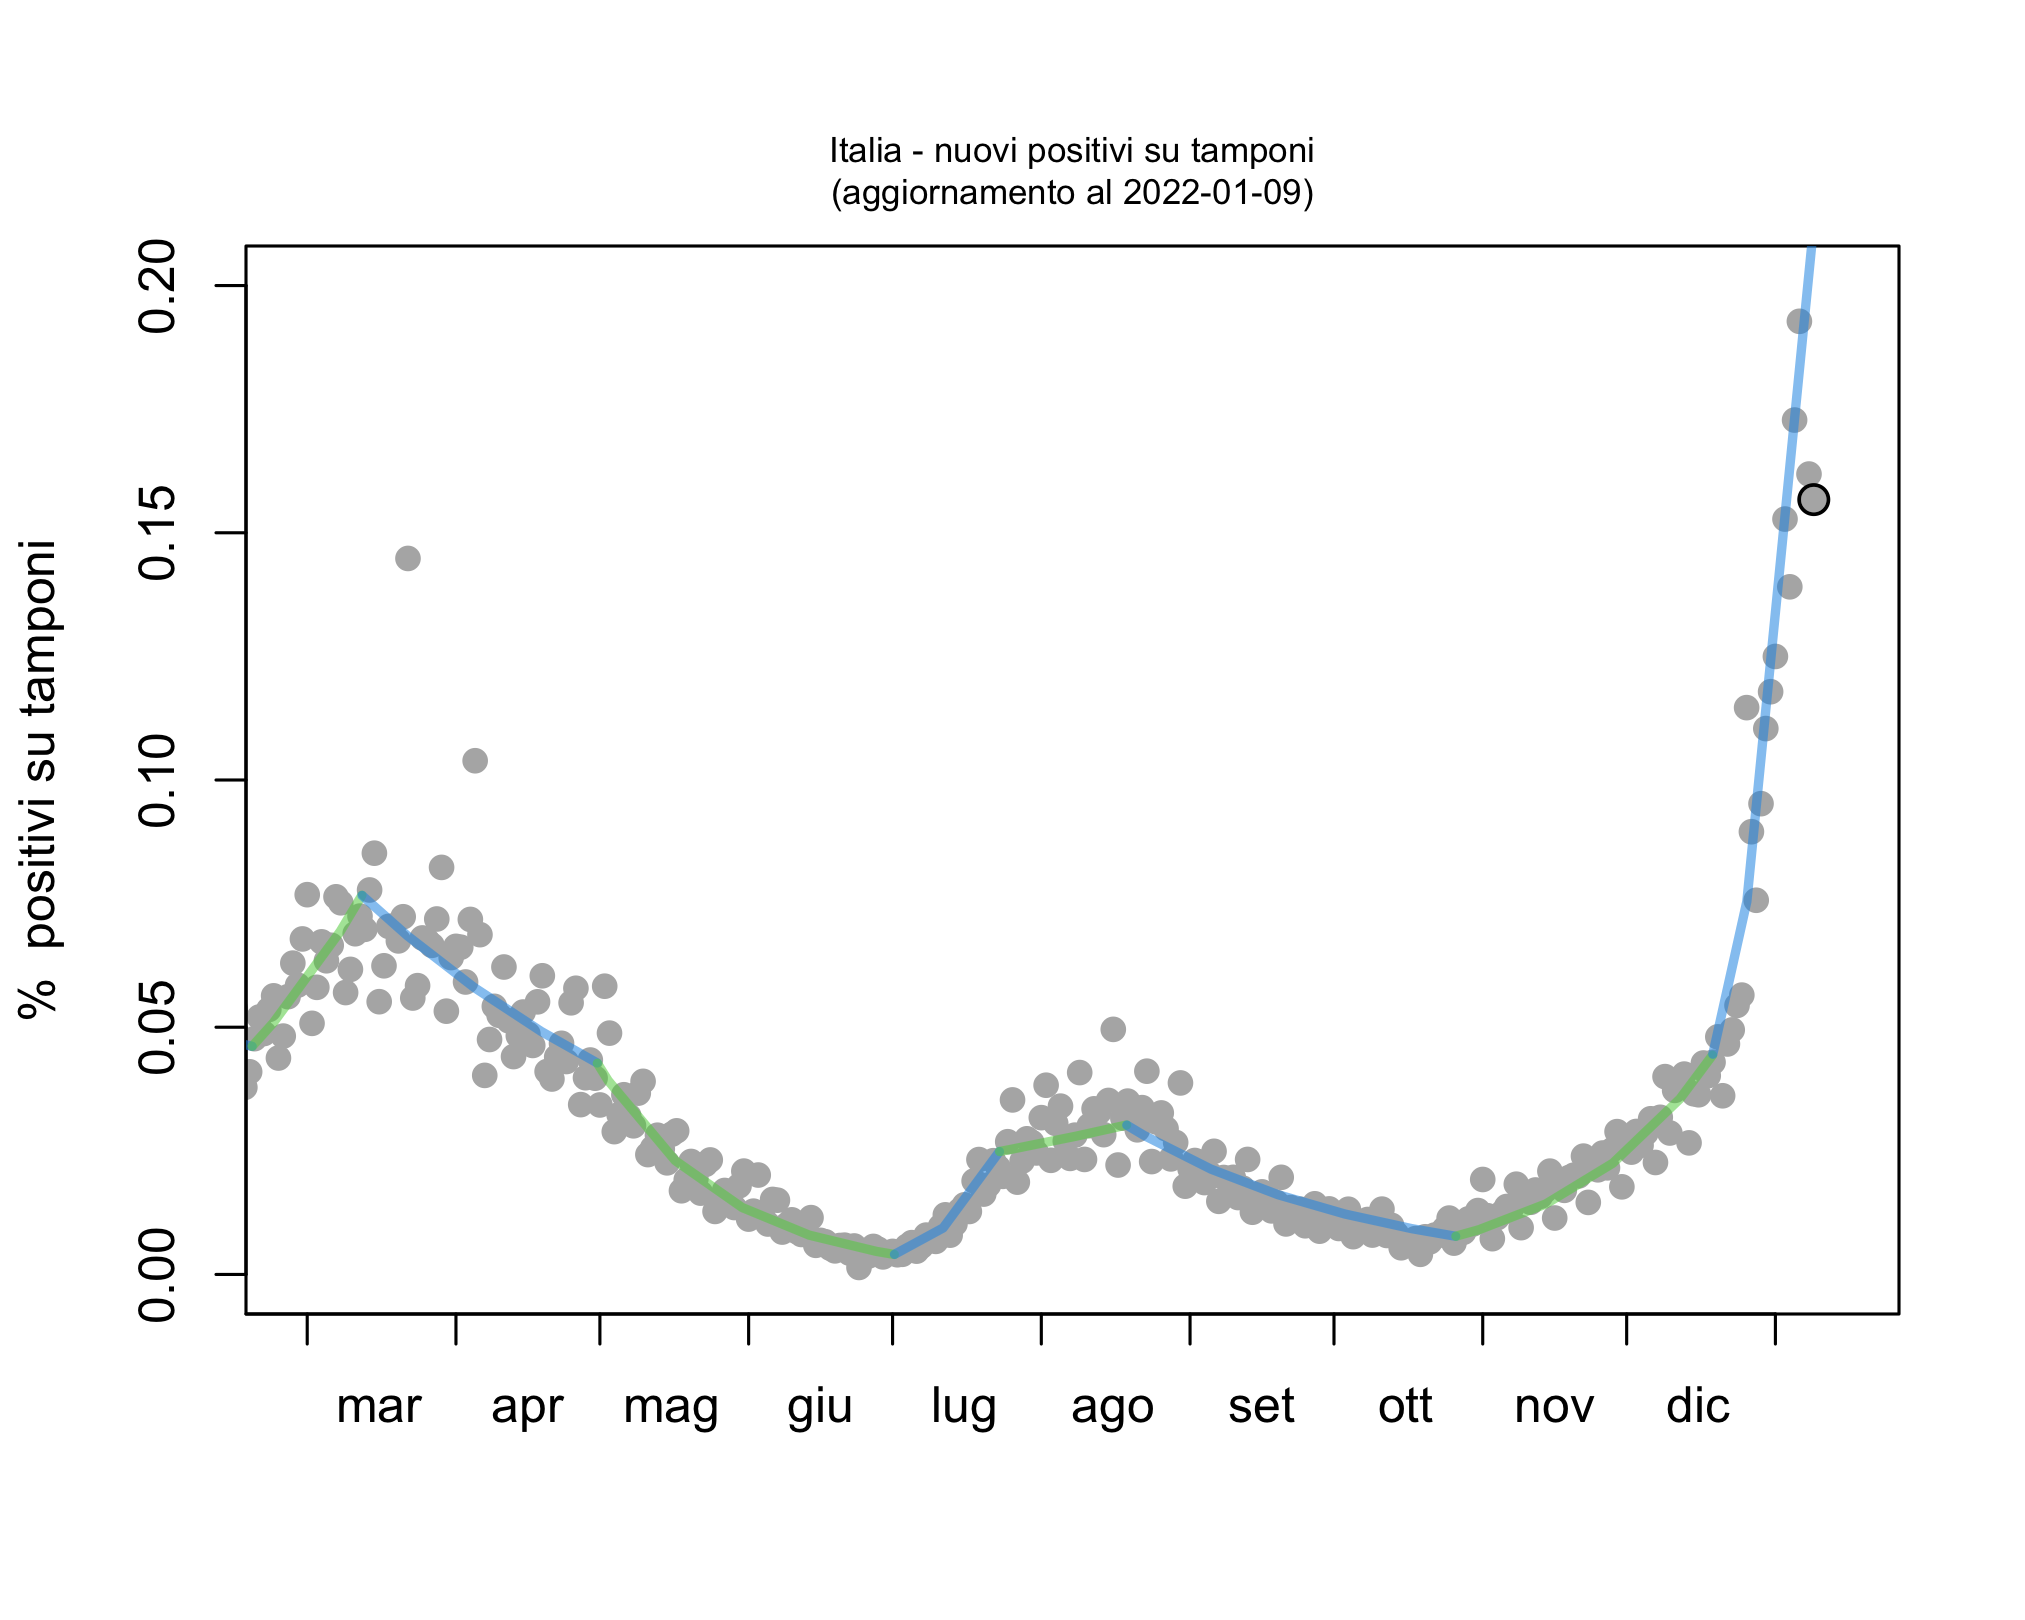 Italia - nuovi positivi su tamponi
(aggiornamento al 2022-01-09)
% positivi su tamponi
0.20
0.15
0.10
0.05
0.00
mar apr mag giu lug ago set ott nov dic